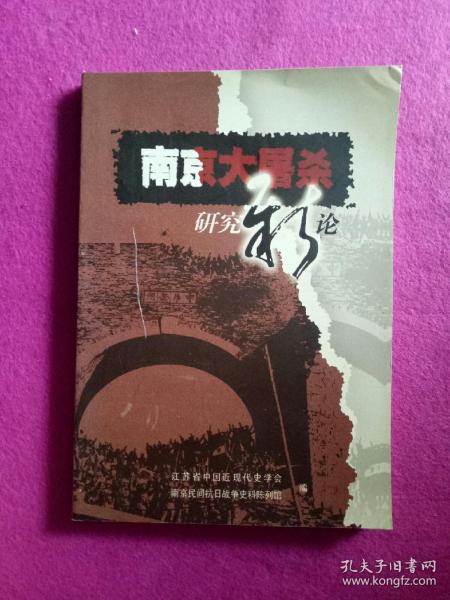 南京大屠杀
研究新论
江苏省中国近现代史学会
南京民间抗日战争史料陈列馆
编
孔夫子旧书网
www.kongfz.com